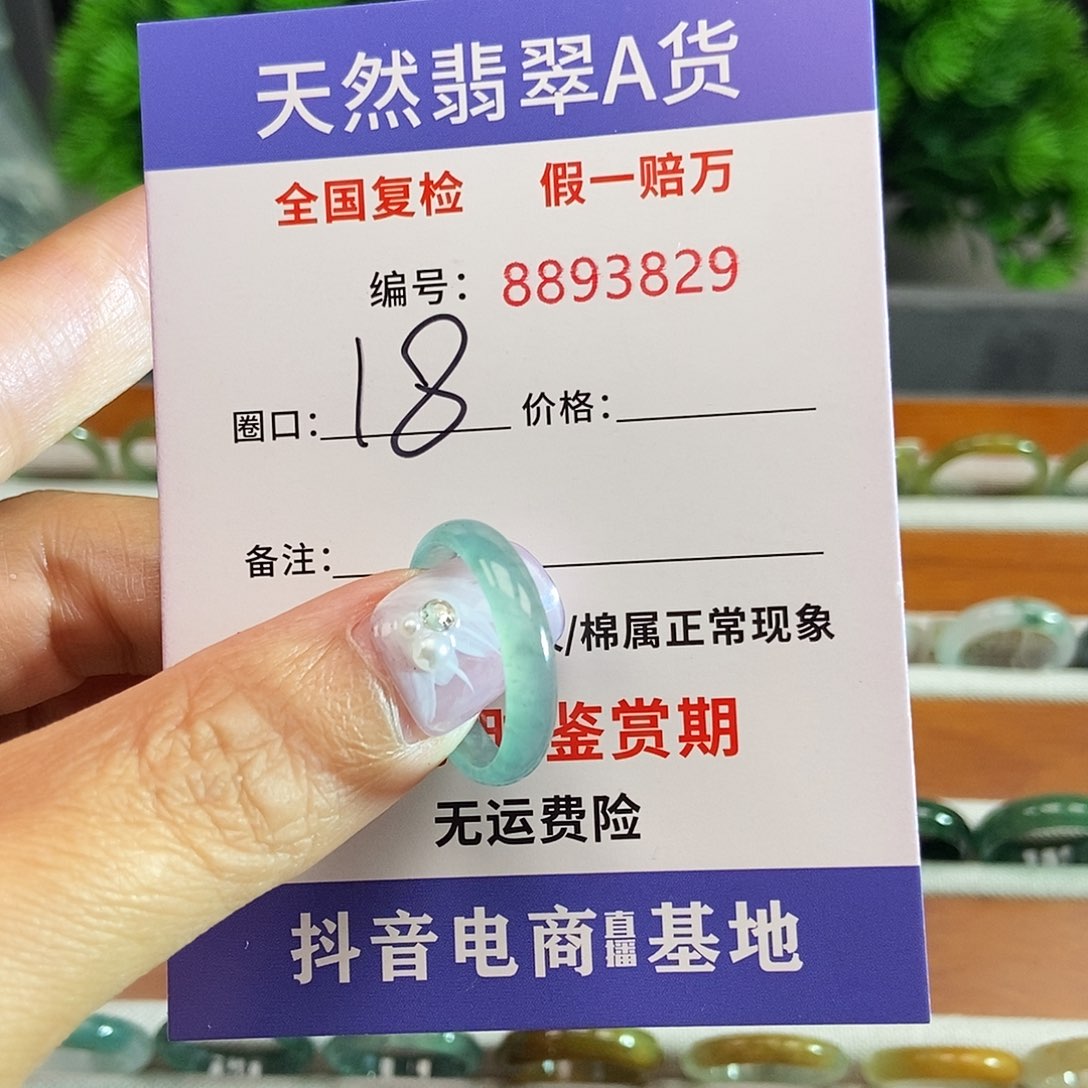 天然翡翠A货
全国复检 假一赔万
编号：8893829
圈口：18 价格：
备注：
/棉属正常现象
鉴赏期
无运费险
抖音电商直播基地